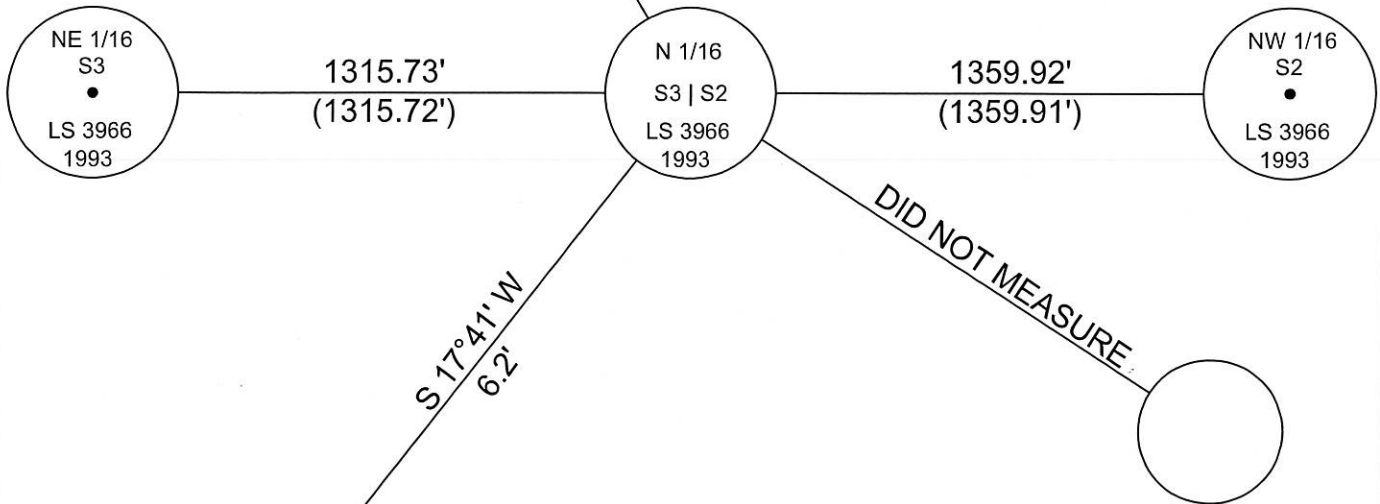 NE 1/16
S3
LS 3966
1993
1315.73'
(1315.72')
N 1/16
S3 | S2
LS 3966
1993
1359.92'
(1359.91')
NW 1/16
S2
LS 3966
1993
S 17°41' W
6.2'
DID NOT MEASURE